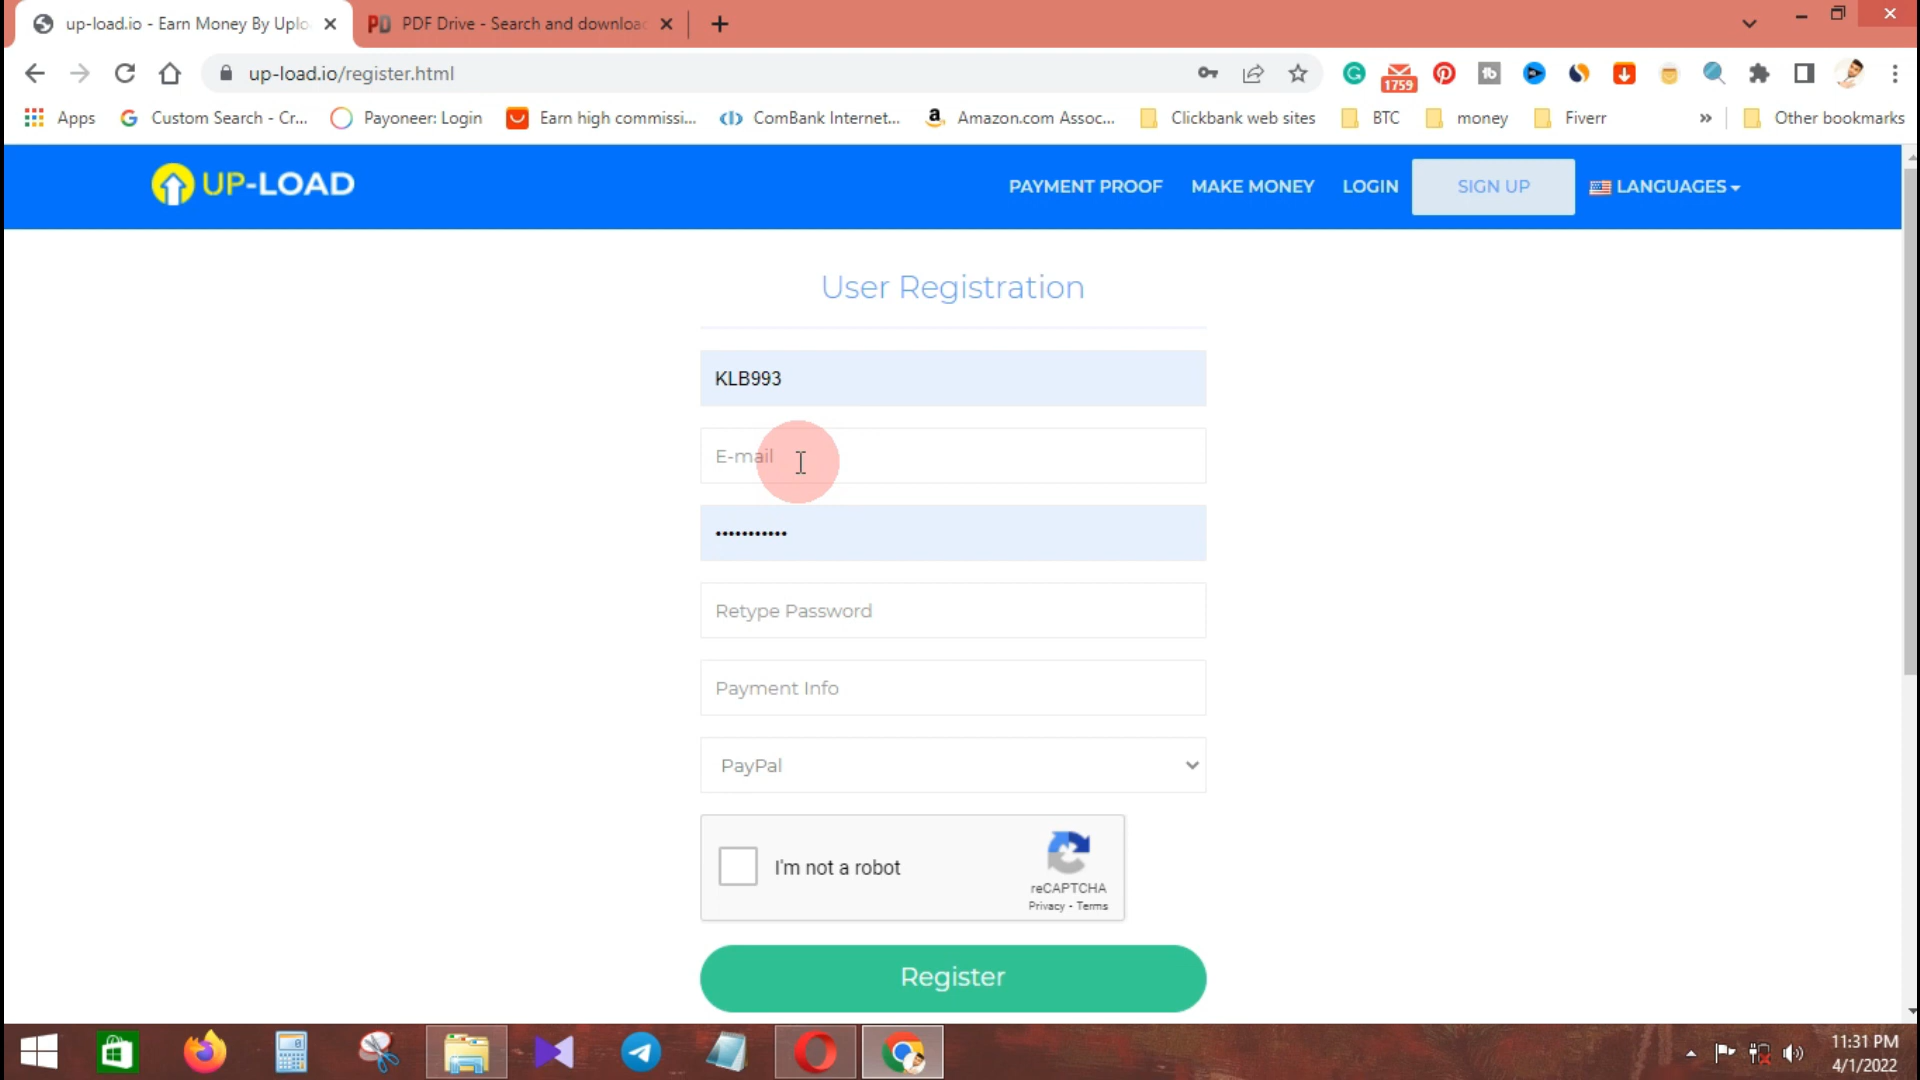 up-load.io - Earn Money By Uplo
PDF Drive - Search and download
up-load.io/register.html
1759
Apps
Custom Search - Cr...
Payoneer: Login
Earn high commissi...
ComBank Internet...
Amazon.com Assoc...
Clickbank web sites
BTC
money
Fiverr
»
Other bookmarks
UP-LOAD
PAYMENT PROOF
MAKE MONEY
LOGIN
SIGN UP
LANGUAGES
User Registration
KLB993
E-mail
•••••••••••
Retype Password
Payment Info
PayPal
I'm not a robot
reCAPTCHA
Privacy - Terms
Register
11:31 PM
4/1/2022